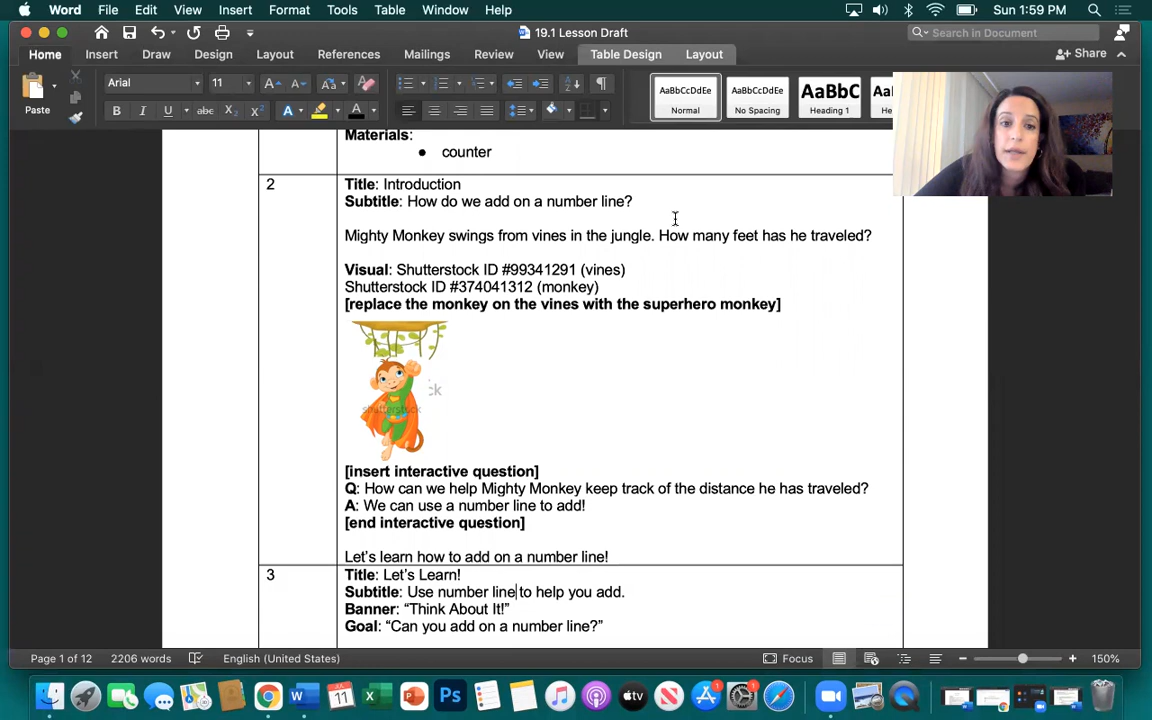 Word File Edit View Insert Format Tools Table Window Help Sun 1:59 PM
19.1 Lesson Draft
Search in Document
Home Insert Draw Design Layout References Mailings Review View Table Design Layout Share
Paste
Arial 11
AaBbCcDdEe AaBbCcDdEe AaBbC AaB
Normal No Spacing Heading 1 He
Materials:
● counter
2
Title: Introduction
Subtitle: How do we add on a number line?
Mighty Monkey swings from vines in the jungle. How many feet has he traveled?
Visual: Shutterstock ID #99341291 (vines)
Shutterstock ID #374041312 (monkey)
[replace the monkey on the vines with the superhero monkey]
shutterstock
ck
[insert interactive question]
Q: How can we help Mighty Monkey keep track of the distance he has traveled?
A: We can use a number line to add!
[end interactive question]
Let's learn how to add on a number line!
3
Title: Let's Learn!
Subtitle: Use number line to help you add.
Banner: "Think About It!"
Goal: "Can you add on a number line?"
Page 1 of 12 2206 words English (United States) Focus 150%